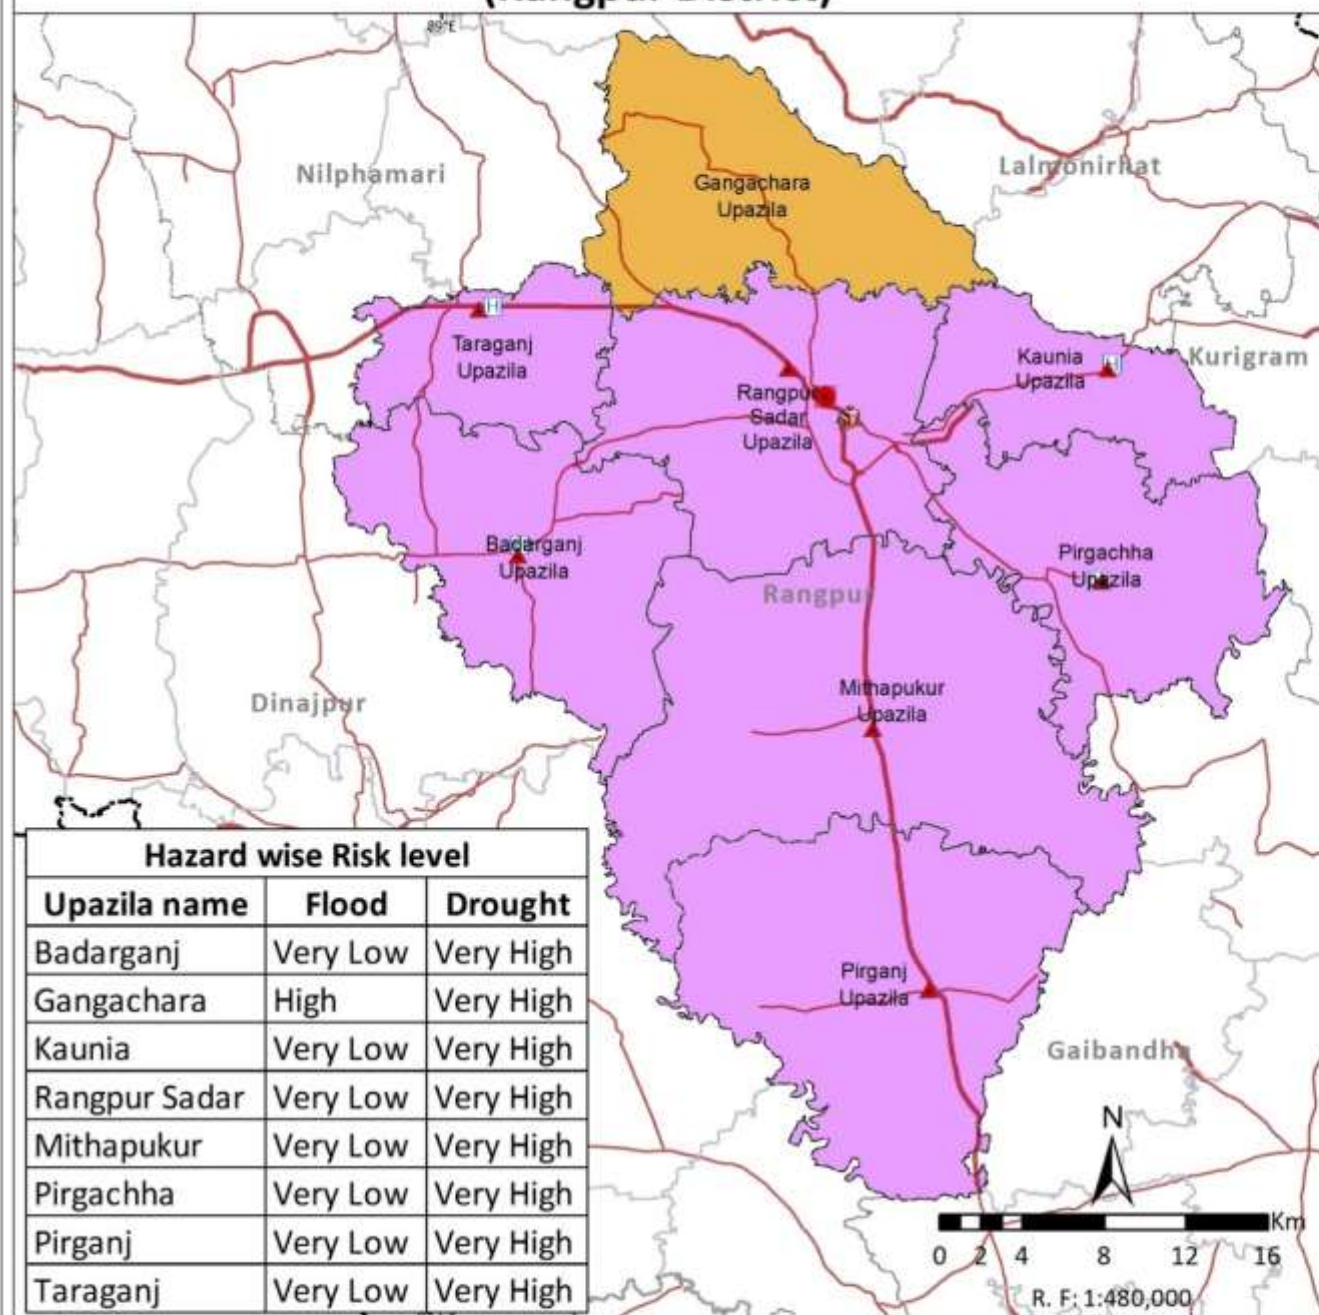 (Rangpur District)
89°E
Nilphamari
Lalmonirhat
Gangachara
Upazila
Taraganj
Upazila
Kaunia
Upazila
Kurigram
Rangpur
Sadar
Upazila
Badarganj
Upazila
Pirgachha
Upazila
Rangpur
Mithapukur
Upazila
Dinajpur
Hazard wise Risk level
Upazila name Flood Drought
Badarganj Very Low Very High
Gangachara High Very High
Kaunia Very Low Very High
Rangpur Sadar Very Low Very High
Mithapukur Very Low Very High
Pirgachha Very Low Very High
Pirganj Very Low Very High
Taraganj Very Low Very High
Pirganj
Upazila
Gaibandha
N
Km
0 2 4 8 12 16
R. F: 1:480,000
H
H